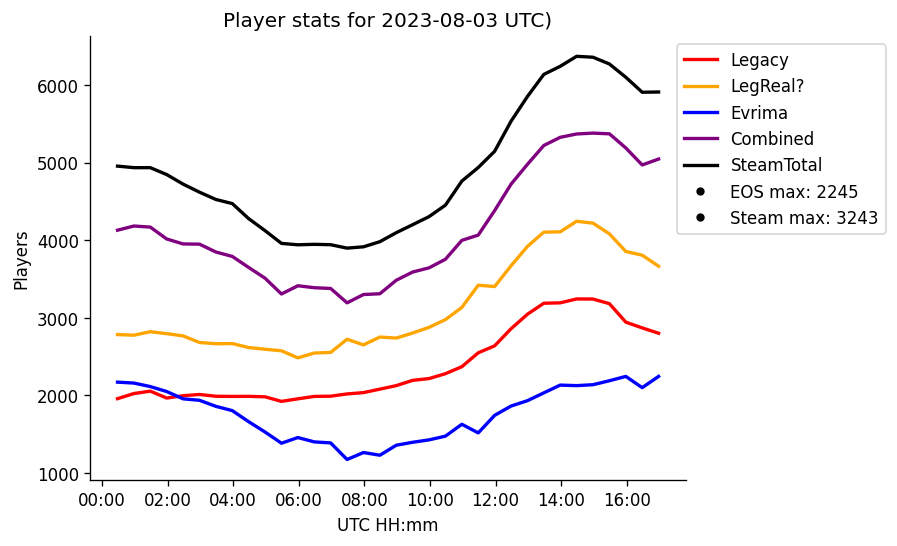 Player stats for 2023-08-03 UTC)
Legacy
LegReal?
Evrima
Combined
SteamTotal
EOS max: 2245
Steam max: 3243
Players
6000
5000
4000
3000
2000
1000
00:00 02:00 04:00 06:00 08:00 10:00 12:00 14:00 16:00
UTC HH:mm